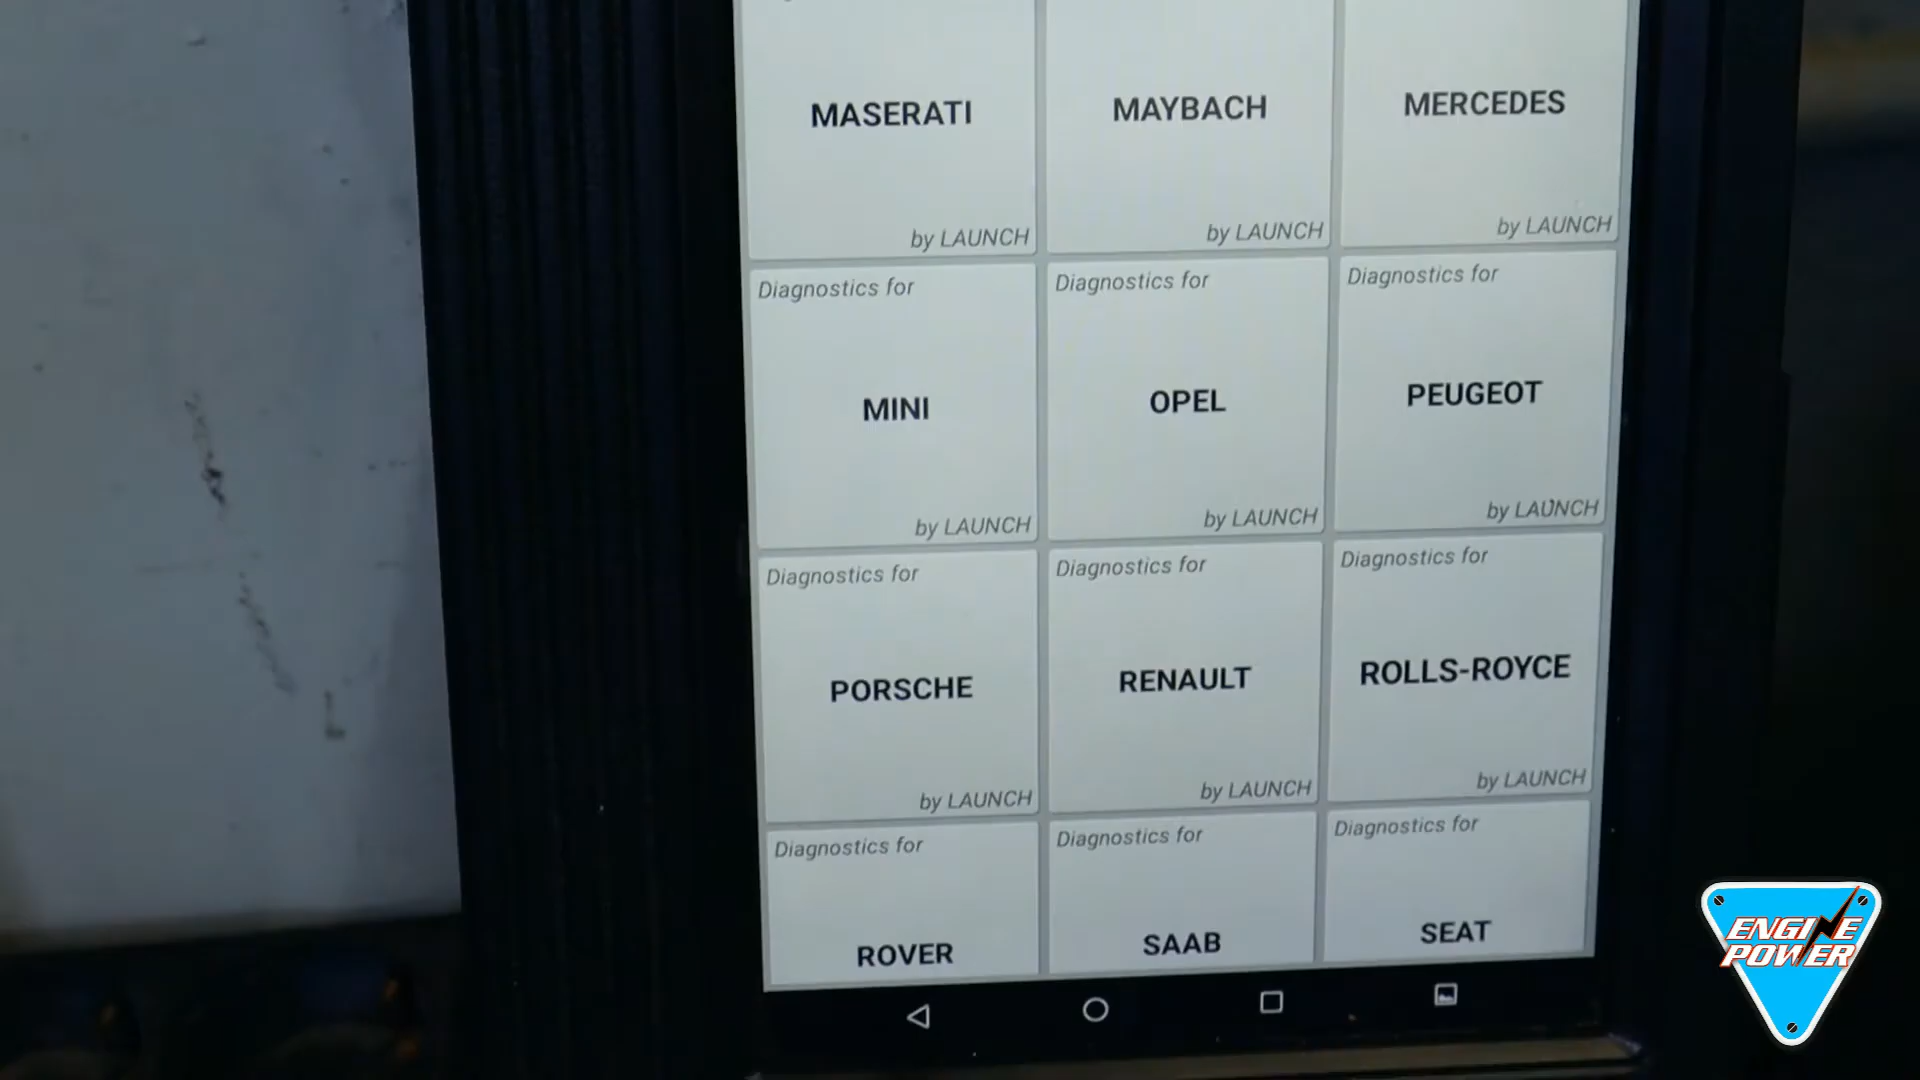 MASERATI
MAYBACH
MERCEDES
by LAUNCH
by LAUNCH
by LAUNCH
Diagnostics for
Diagnostics for
Diagnostics for
MINI
OPEL
PEUGEOT
by LAUNCH
by LAUNCH
by LAUNCH
Diagnostics for
Diagnostics for
Diagnostics for
PORSCHE
RENAULT
ROLLS-ROYCE
by LAUNCH
by LAUNCH
by LAUNCH
Diagnostics for
Diagnostics for
Diagnostics for
ROVER
SAAB
SEAT
ENGINE
POWER